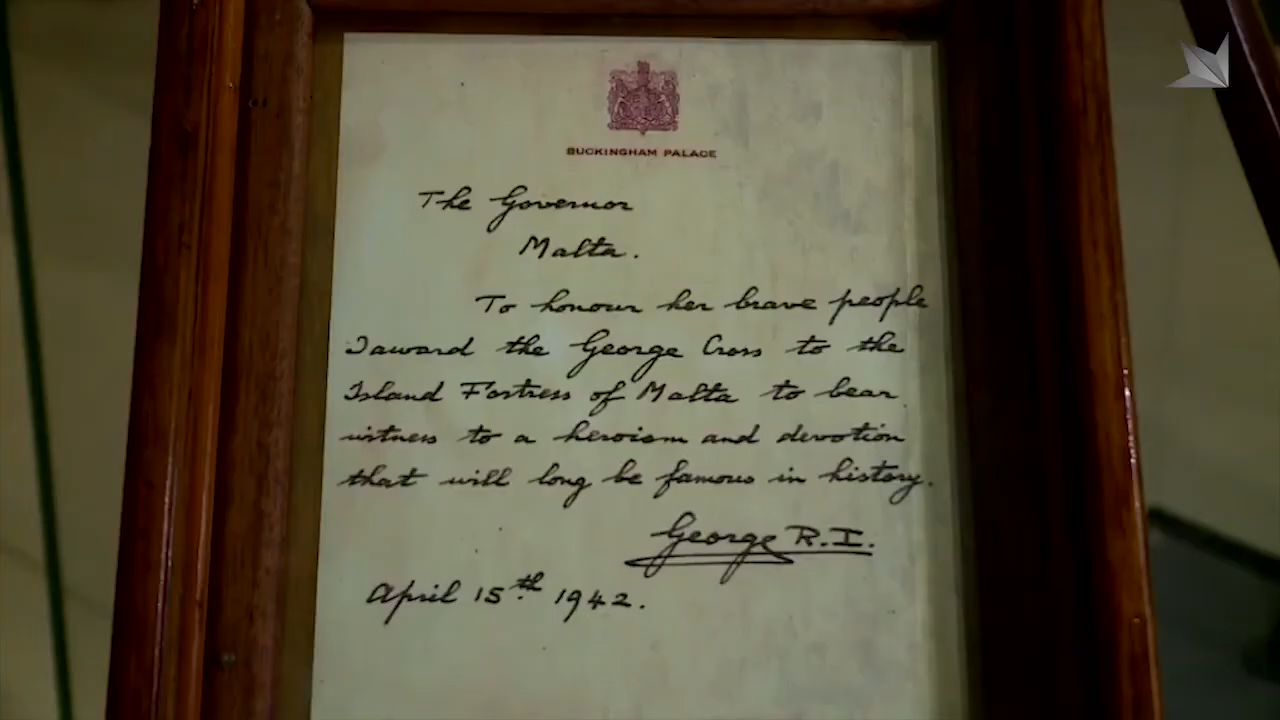 BUCKINGHAM PALACE
The Governor
Malta.
To honour her brave people
I award the George Cross to the
Island Fortress of Malta to bear
witness to a heroism and devotion
that will long be famous in history.
George R.I.
April 15th 1942.